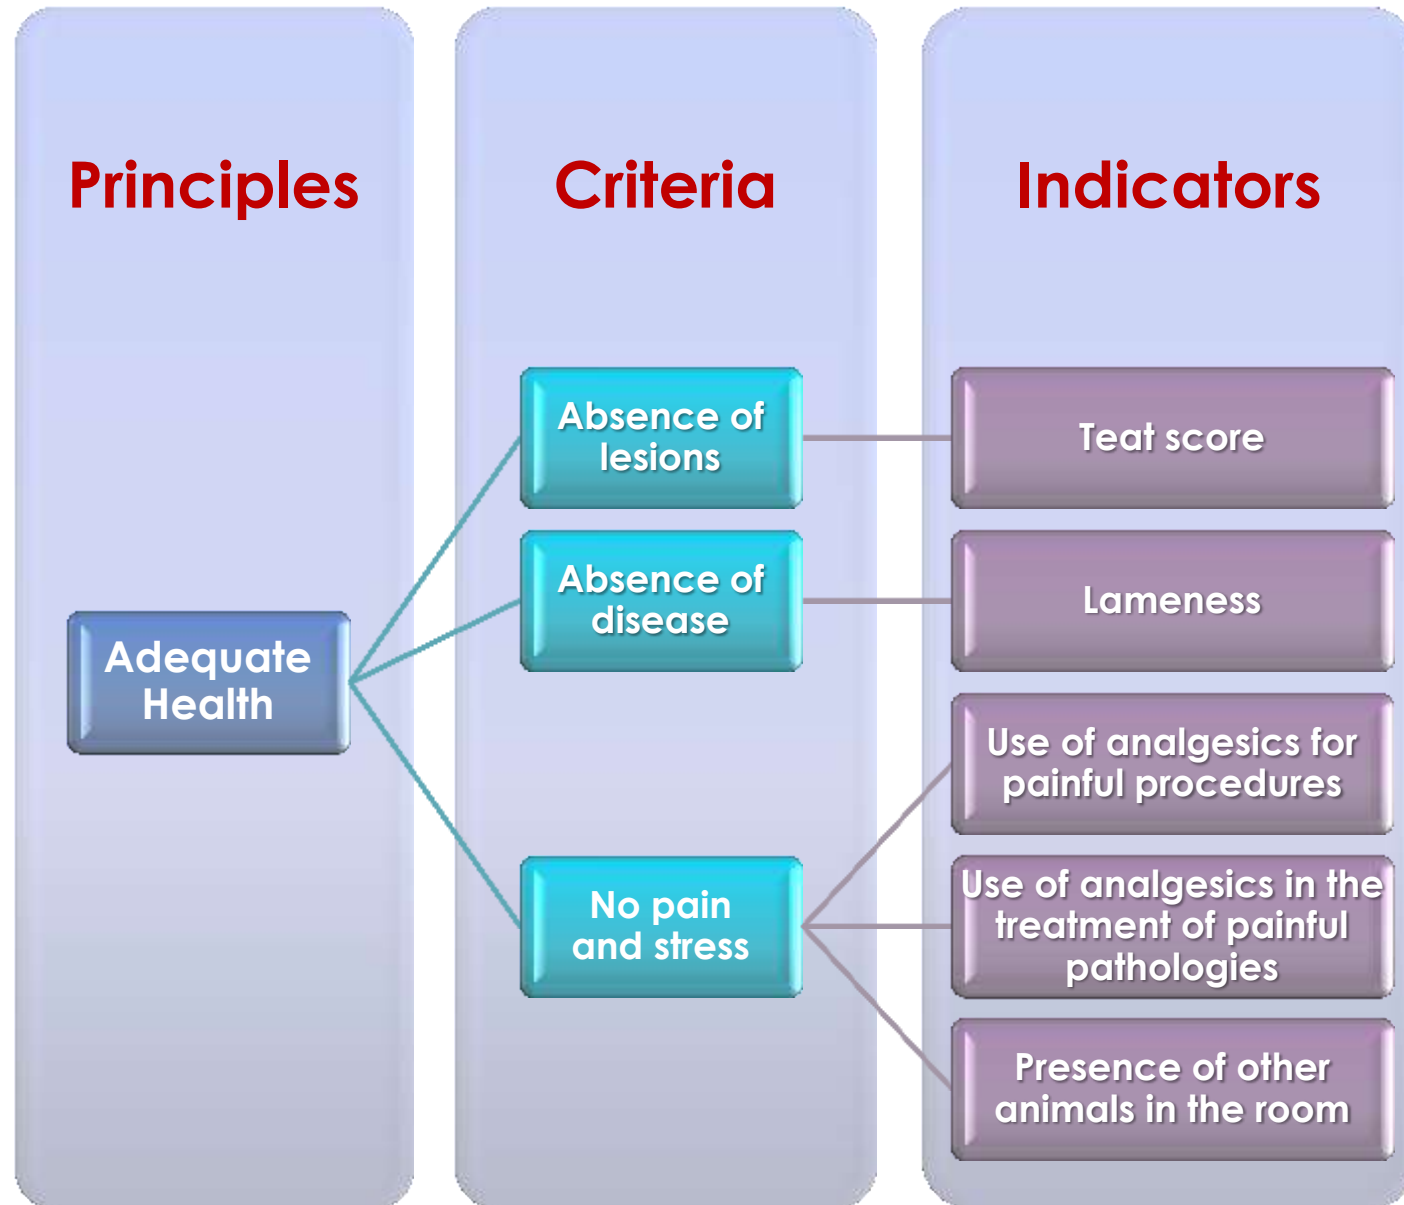 Principles
Criteria
Indicators
Adequate
Health
Absence of
lesions
Absence of
disease
No pain
and stress
Teat score
Lameness
Use of analgesics for
painful procedures
Use of analgesics in the
treatment of painful
pathologies
Presence of other
animals in the room